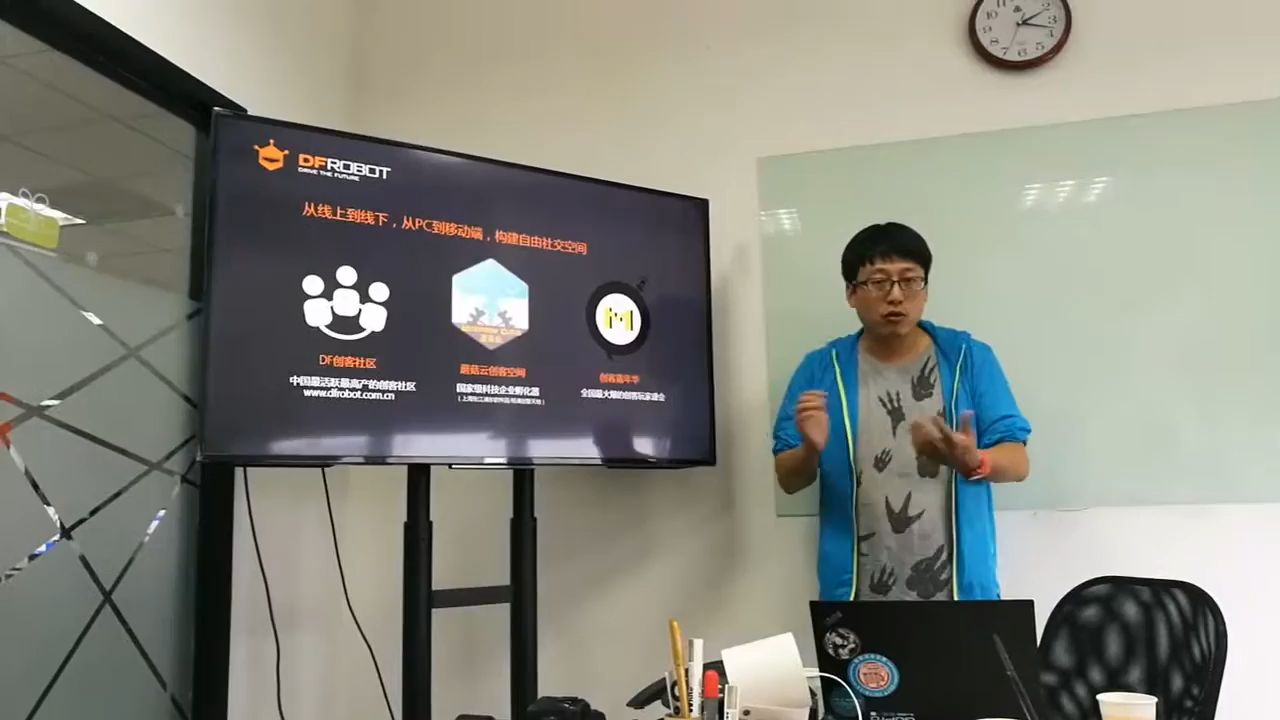 DFROBOT
DRIVE THE FUTURE
从线上到线下，从PC到移动端，构建自由社交空间
DF创客社区
中国最活跃最高产的创客社区
www.dfrobot.com.cn
蘑菇云创客空间
国家级科技企业孵化器
创客嘉年华
全国最火爆的创客玩家盛会